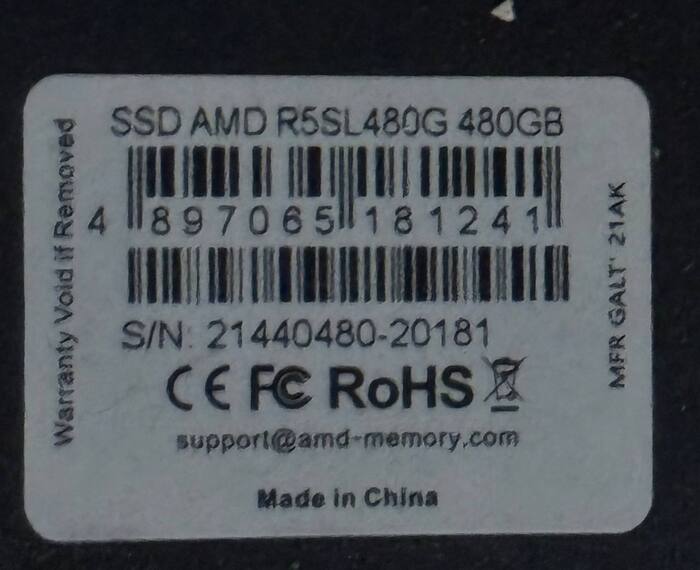 SSD AMD R5SL480G 480GB
4 897065 181241
S/N: 21440480-20181
CE FC RoHS
support@amd-memory.com
Made in China
Warranty Void if Removed
MFR GALT' 21AK